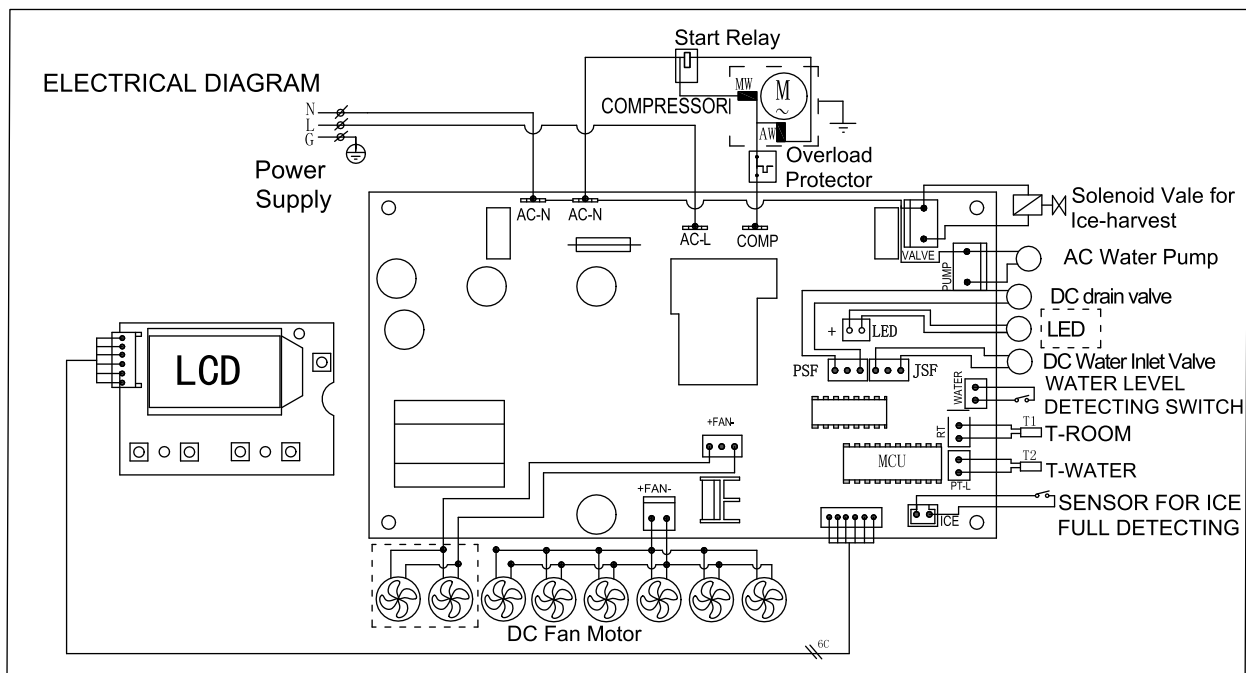 ELECTRICAL DIAGRAM
N
L
G
Power
Supply
Start Relay
COMPRESSORI
MW
M
~
AW
Overload
Protector
AC-N
AC-N
AC-L
COMP
VALVE
Solenoid Vale for
Ice-harvest
PUMP
AC Water Pump
DC drain valve
+
LED
LED
PSF
JSF
DC Water Inlet Valve
WATER
WATER LEVEL
DETECTING SWITCH
RT
T1
T-ROOM
MCU
PT-L
T2
T-WATER
ICE
SENSOR FOR ICE
FULL DETECTING
LCD
+FAN-
+FAN-
DC Fan Motor
6C